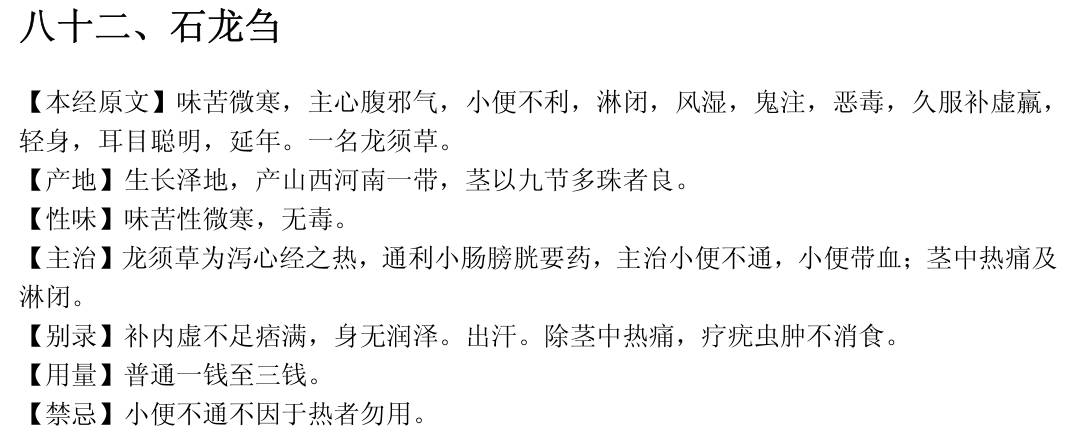 八十二、石龙刍
【本经原文】味苦微寒，主心腹邪气，小便不利，淋闭，风湿，鬼注，恶毒，久服补虚羸，
轻身，耳目聪明，延年。一名龙须草。
【产地】生长泽地，产山西河南一带，茎以九节多珠者良。
【性味】味苦性微寒，无毒。
【主治】龙须草为泻心经之热，通利小肠膀胱要药，主治小便不通，小便带血；茎中热痛及
淋闭。
【别录】补内虚不足痞满，身无润泽。出汗。除茎中热痛，疗疣虫肿不消食。
【用量】普通一钱至三钱。
【禁忌】小便不通不因于热者勿用。